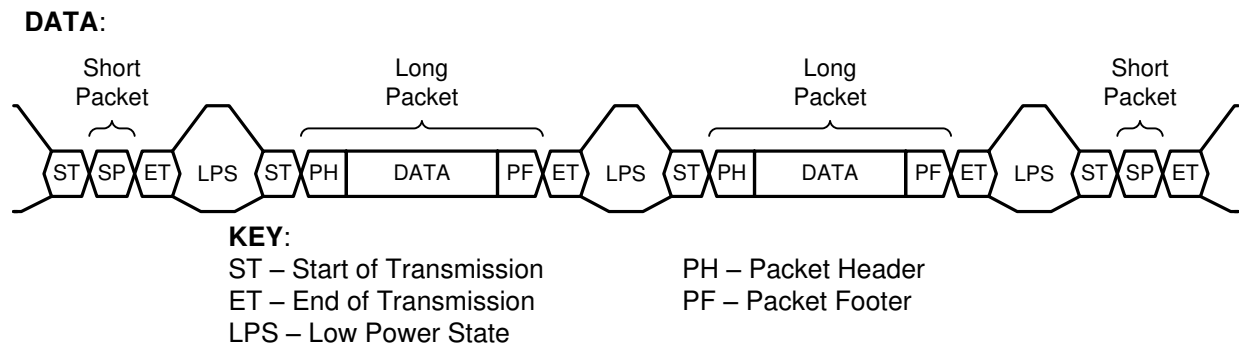 DATA:
Short Packet
Long Packet
Long Packet
Short Packet
ST SP ET LPS ST PH DATA PF ET LPS ST PH DATA PF ET LPS ST SP ET
KEY:
ST – Start of Transmission
PH – Packet Header
ET – End of Transmission
PF – Packet Footer
LPS – Low Power State